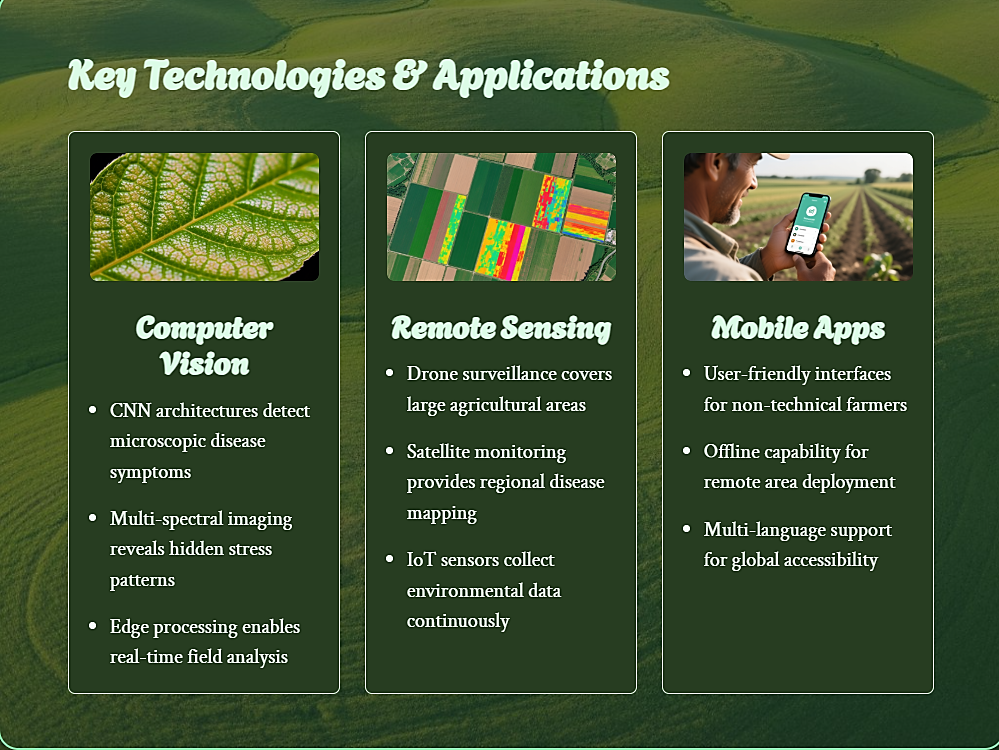 Key Technologies & Applications
Computer
Vision
CNN architectures detect
microscopic disease
symptoms
Multi-spectral imaging
reveals hidden stress
patterns
Edge processing enables
real-time field analysis
Remote Sensing
Drone surveillance covers
large agricultural areas
Satellite monitoring
provides regional disease
mapping
IoT sensors collect
environmental data
continuously
Mobile Apps
User-friendly interfaces
for non-technical farmers
Offline capability for
remote area deployment
Multi-language support
for global accessibility